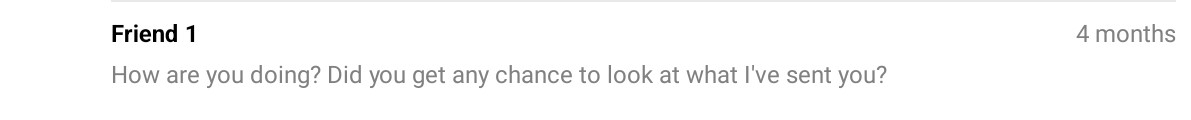 Friend 1 4 months
How are you doing? Did you get any chance to look at what I've sent you?